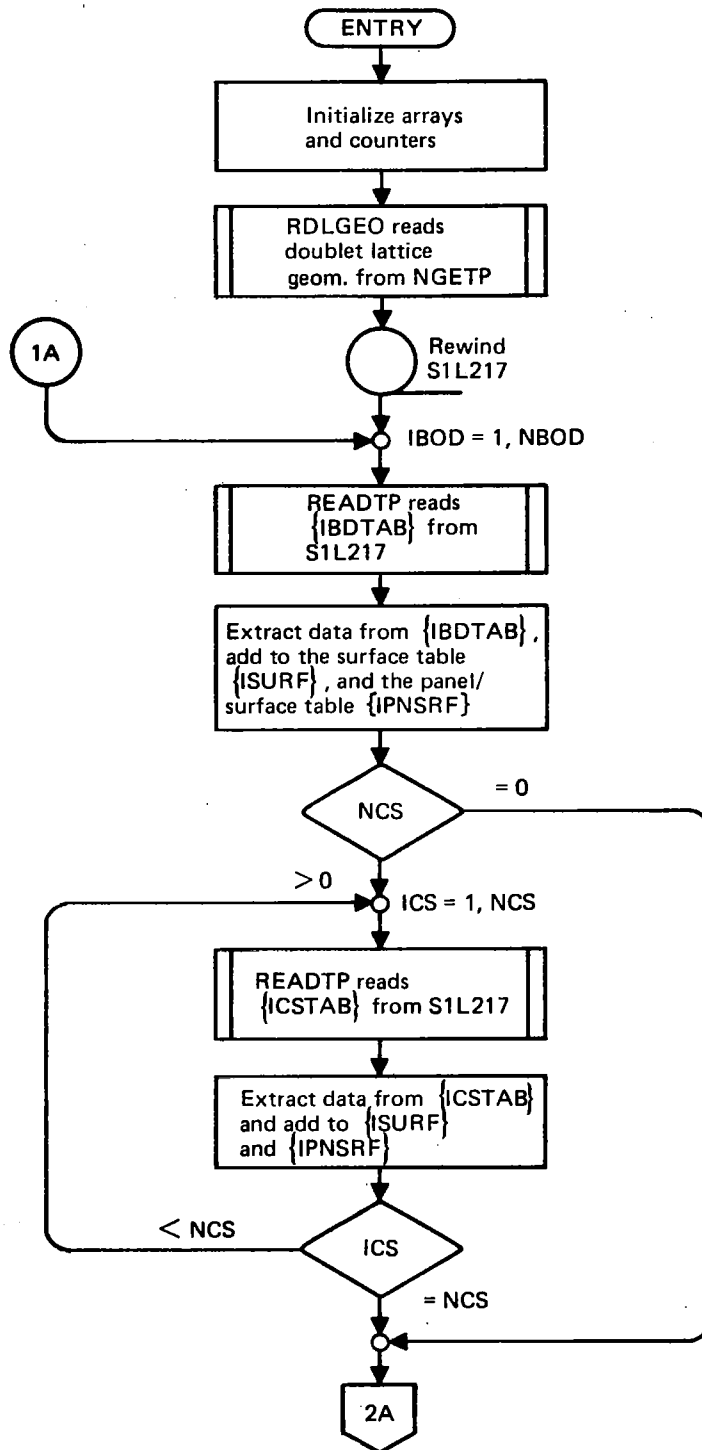 ENTRY
Initialize arrays
and counters
RDLGEO reads
doublet lattice
geom. from NGETP
1A
Rewind
S1L217
IBOD = 1, NBOD
READTP reads
{IBDTAB} from
S1L217
Extract data from {IBDTAB},
add to the surface table
{ISURF}, and the panel/
surface table {IPNSRF}
NCS
= 0
> 0
ICS = 1, NCS
READTP reads
{ICSTAB} from S1L217
Extract data from {ICSTAB}
and add to {ISURF}
and {IPNSRF}
< NCS
ICS
= NCS
2A